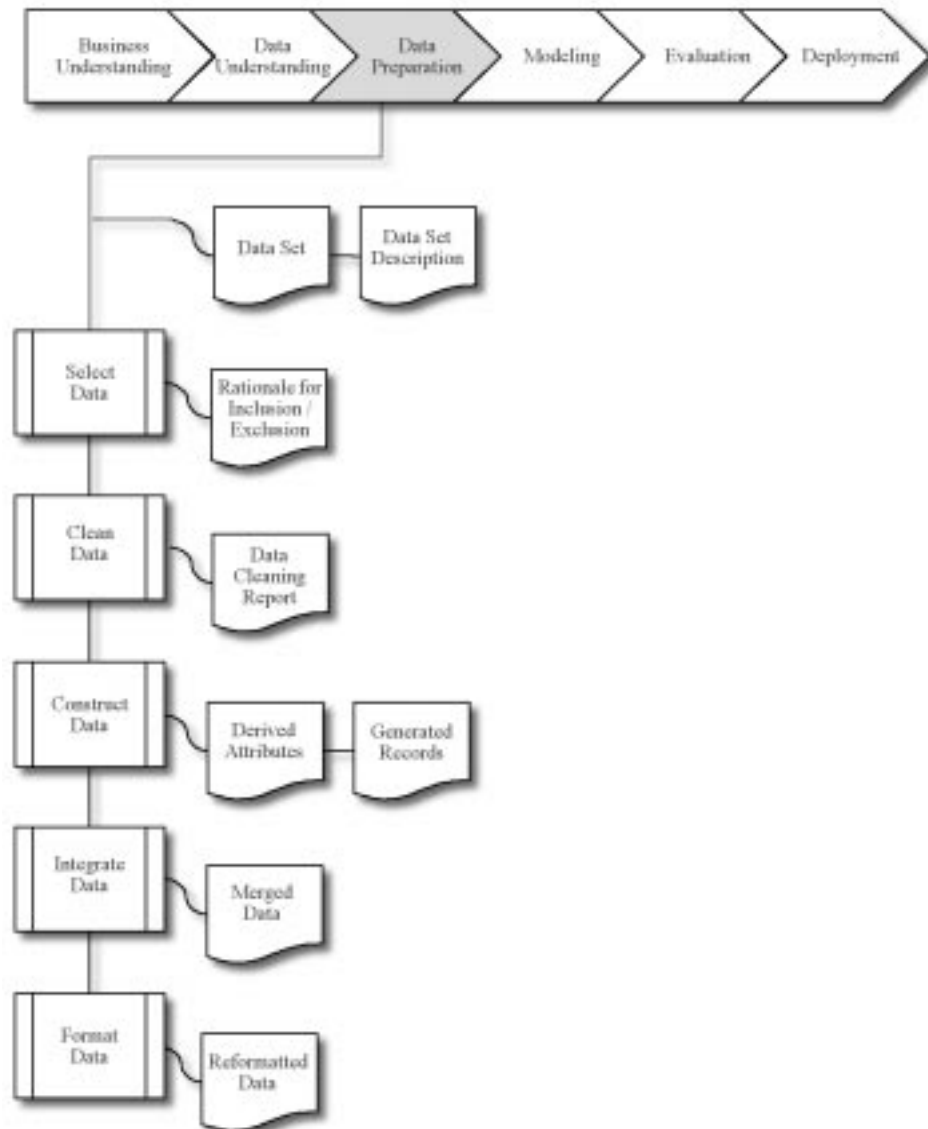 Business
Understanding
Data
Understanding
Data
Preparation
Modeling
Evaluation
Deployment
Data Set
Data Set
Description
Select
Data
Rationale for
Inclusion /
Exclusion
Clean
Data
Data
Cleaning
Report
Construct
Data
Derived
Attributes
Generated
Records
Integrate
Data
Merged
Data
Format
Data
Reformatted
Data